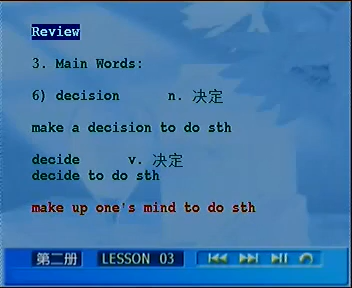 Review
3. Main Words:
6) decision n. 决定
make a decision to do sth
decide v. 决定
decide to do sth
make up one's mind to do sth
第二册 LESSON 03